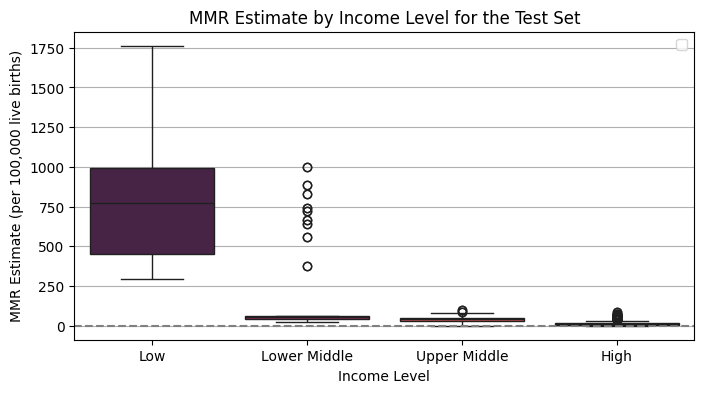 MMR Estimate by Income Level for the Test Set
MMR Estimate (per 100,000 live births)
1750
1500
1250
1000
750
500
250
0
Low
Lower Middle
Upper Middle
High
Income Level